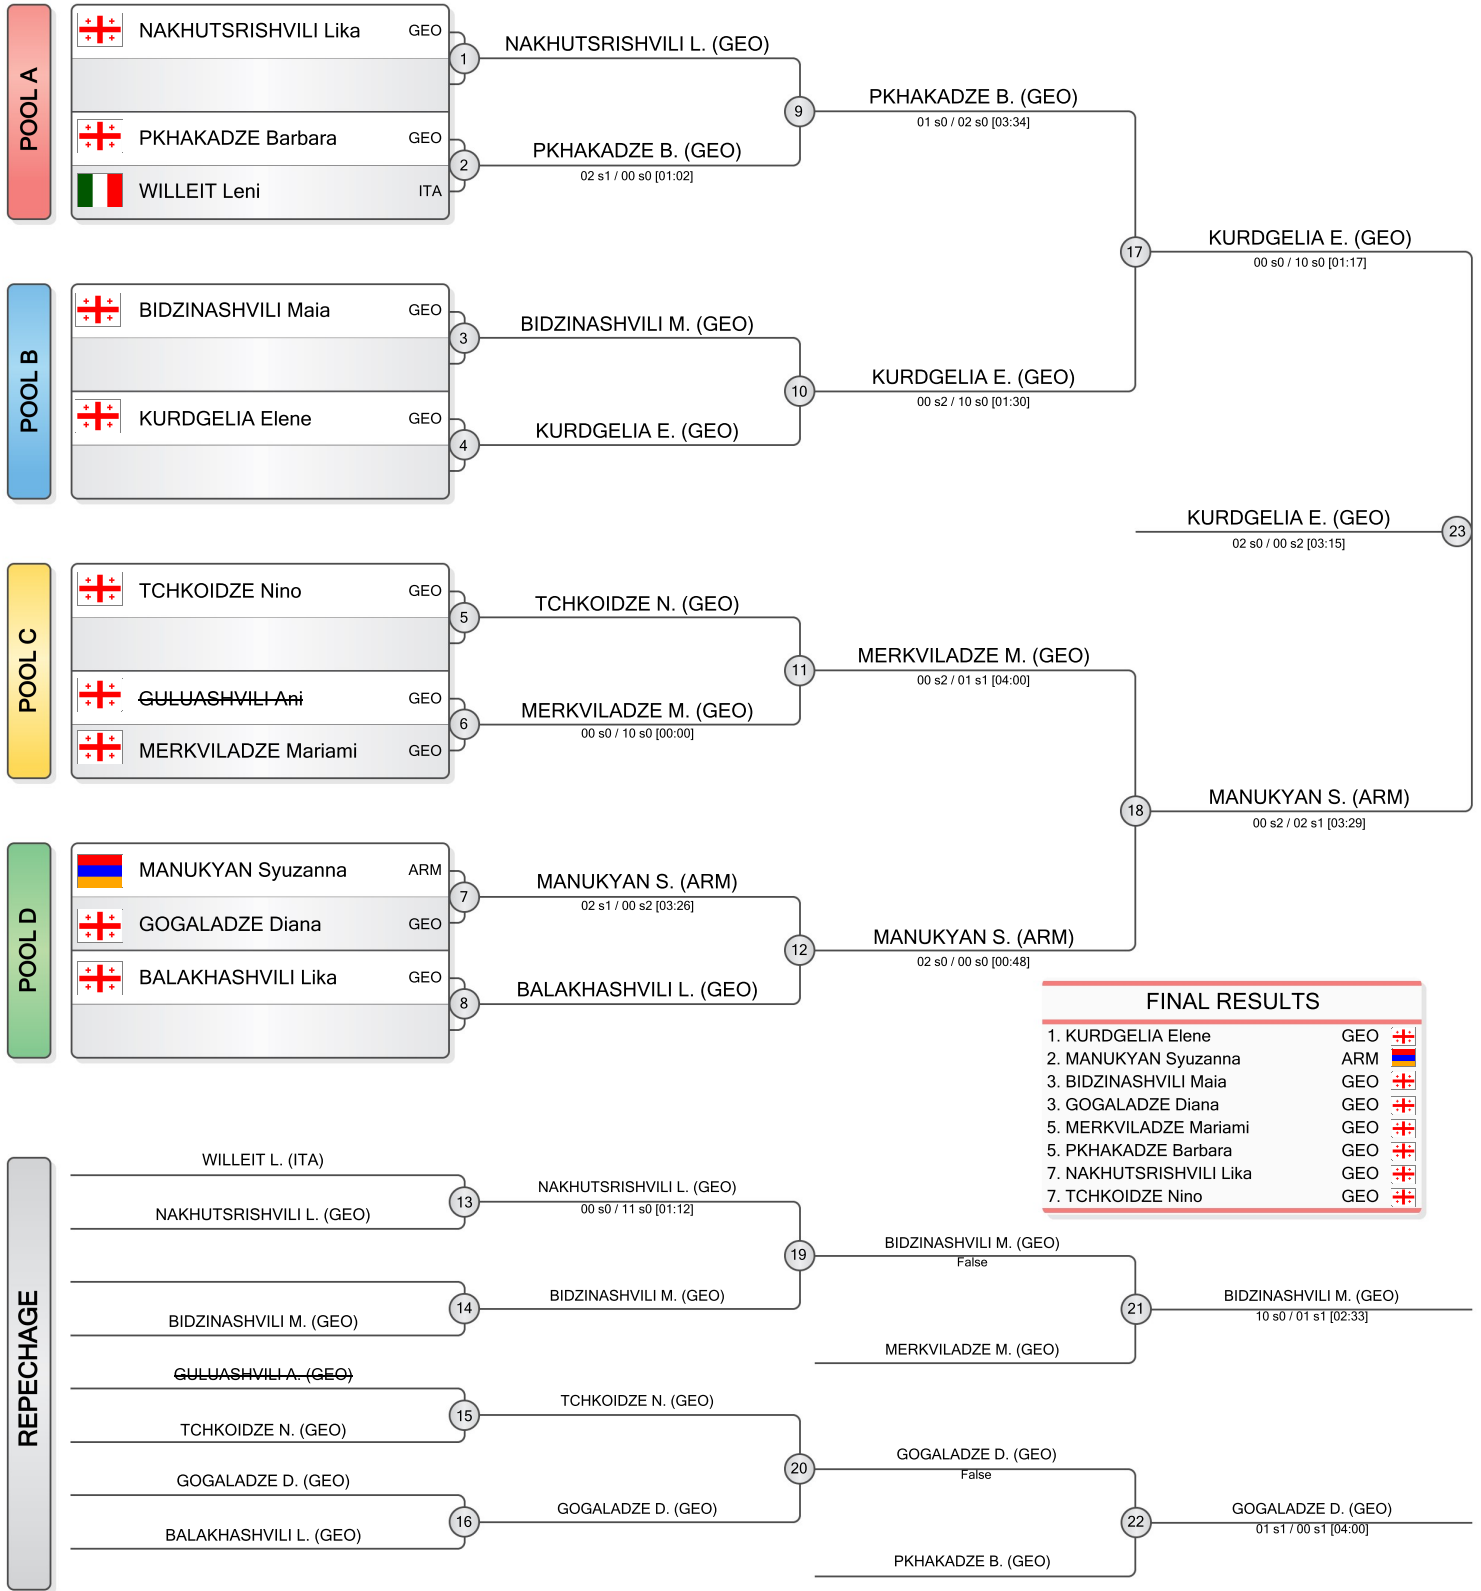 POOL A
NAKHUTSRISHVILI Lika GEO
PKHAKADZE Barbara GEO
WILLEIT Leni ITA
1
2
NAKHUTSRISHVILI L. (GEO)
PKHAKADZE B. (GEO)
02 s1 / 00 s0 [01:02]
9
PKHAKADZE B. (GEO)
01 s0 / 02 s0 [03:34]
POOL B
BIDZINASHVILI Maia GEO
KURDGELIA Elene GEO
3
4
BIDZINASHVILI M. (GEO)
KURDGELIA E. (GEO)
10
KURDGELIA E. (GEO)
00 s2 / 10 s0 [01:30]
17
KURDGELIA E. (GEO)
00 s0 / 10 s0 [01:17]
KURDGELIA E. (GEO)
02 s0 / 00 s2 [03:15]
23
POOL C
TCHKOIDZE Nino GEO
GULUASHVILI Ani GEO
MERKVILADZE Mariami GEO
5
6
TCHKOIDZE N. (GEO)
MERKVILADZE M. (GEO)
00 s0 / 10 s0 [00:00]
11
MERKVILADZE M. (GEO)
00 s2 / 01 s1 [04:00]
18
MANUKYAN S. (ARM)
00 s2 / 02 s1 [03:29]
POOL D
MANUKYAN Syuzanna ARM
GOGALADZE Diana GEO
BALAKHASHVILI Lika GEO
7
8
MANUKYAN S. (ARM)
02 s1 / 00 s2 [03:26]
BALAKHASHVILI L. (GEO)
12
MANUKYAN S. (ARM)
02 s0 / 00 s0 [00:48]
FINAL RESULTS
1. KURDGELIA Elene GEO
2. MANUKYAN Syuzanna ARM
3. BIDZINASHVILI Maia GEO
3. GOGALADZE Diana GEO
5. MERKVILADZE Mariami GEO
5. PKHAKADZE Barbara GEO
7. NAKHUTSRISHVILI Lika GEO
7. TCHKOIDZE Nino GEO
REPECHAGE
WILLEIT L. (ITA)
NAKHUTSRISHVILI L. (GEO)
13
NAKHUTSRISHVILI L. (GEO)
00 s0 / 11 s0 [01:12]
BIDZINASHVILI M. (GEO)
14
BIDZINASHVILI M. (GEO)
19
BIDZINASHVILI M. (GEO)
False
MERKVILADZE M. (GEO)
21
BIDZINASHVILI M. (GEO)
10 s0 / 01 s1 [02:33]
GULUASHVILI A. (GEO)
TCHKOIDZE N. (GEO)
15
TCHKOIDZE N. (GEO)
GOGALADZE D. (GEO)
BALAKHASHVILI L. (GEO)
16
GOGALADZE D. (GEO)
20
GOGALADZE D. (GEO)
False
PKHAKADZE B. (GEO)
22
GOGALADZE D. (GEO)
01 s1 / 00 s1 [04:00]